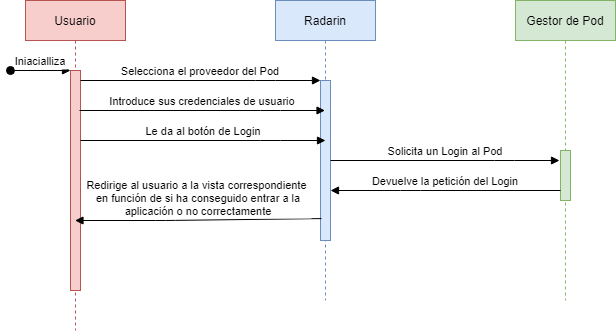 Usuario
Radarin
Gestor de Pod
Iniacialliza
Selecciona el proveedor del Pod
Introduce sus credenciales de usuario
Le da al botón de Login
Solicita un Login al Pod
Devuelve la petición del Login
Redirige al usuario a la vista correspondiente
en función de si ha conseguido entrar a la
aplicación o no correctamente